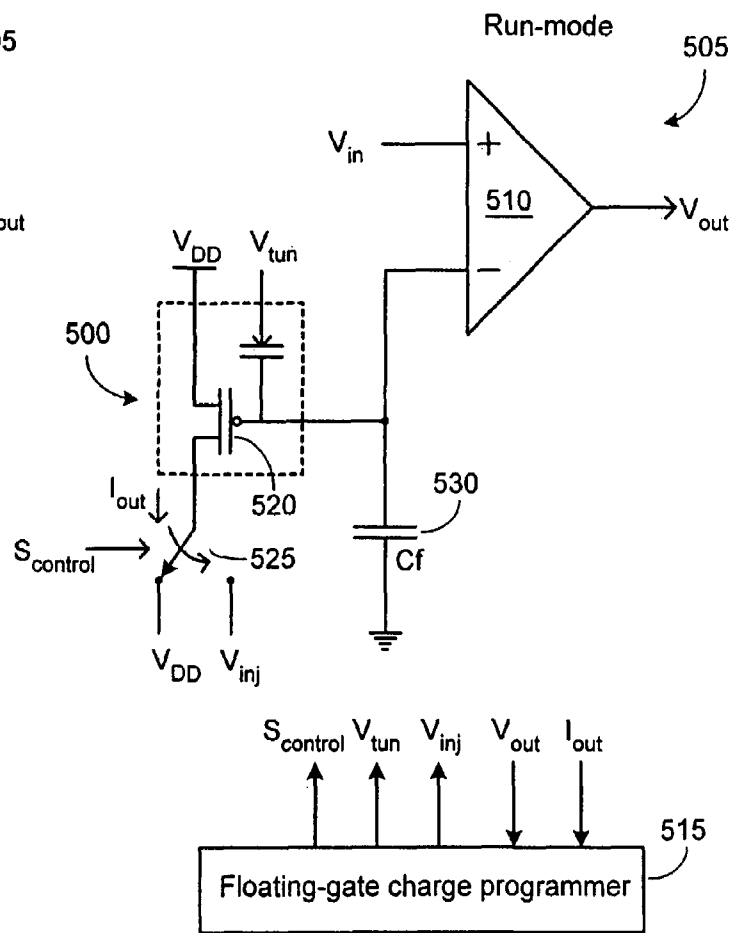 Run-mode
505
Vin
+
510
Vout
−
out
VDD Vtun
500
520
Iout
530
Scontrol
525
Cf
VDD Vinj
Scontrol Vtun Vinj Vout Iout
515
Floating-gate charge programmer